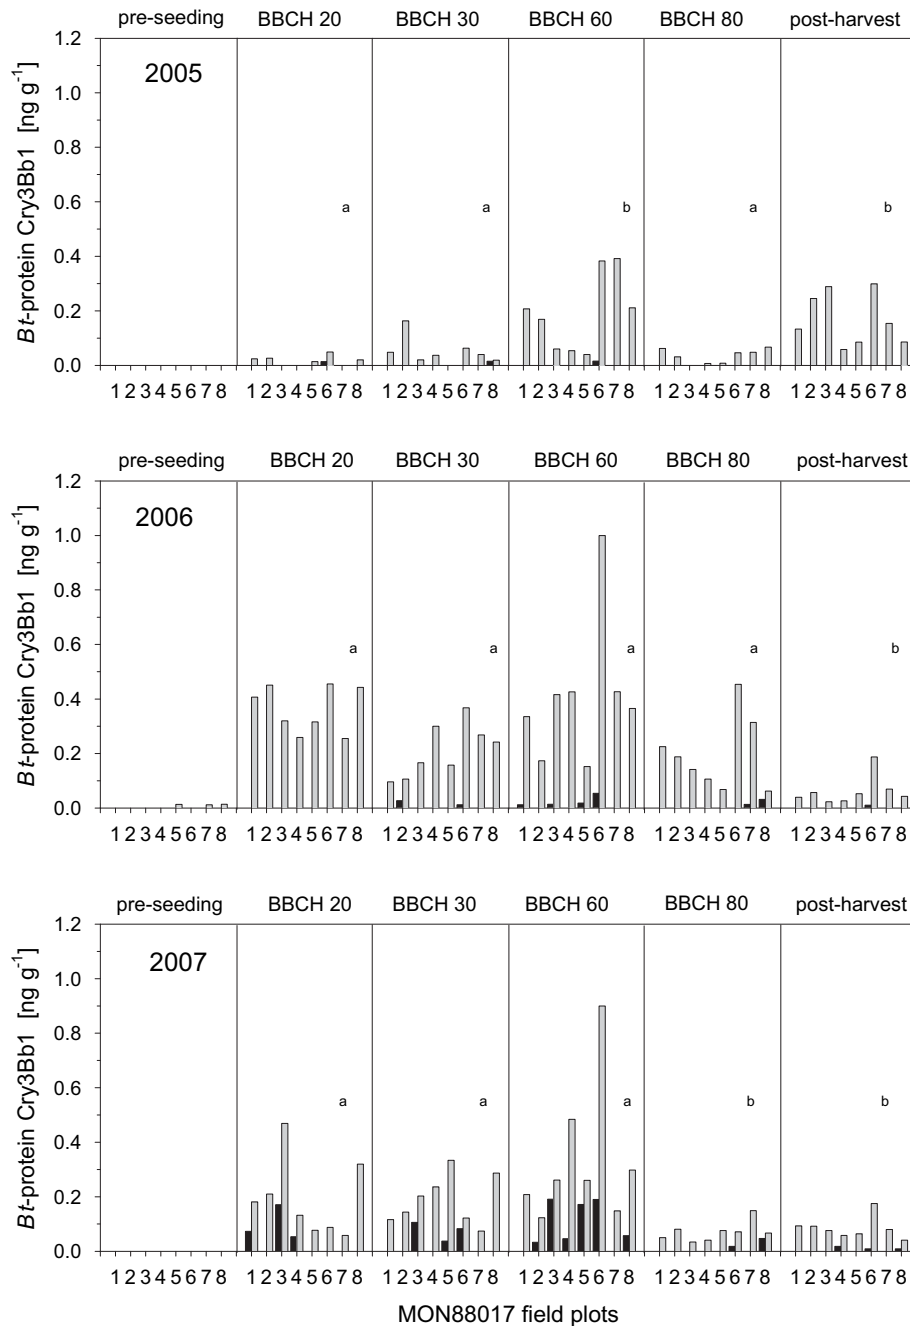 pre-seeding BBCH 20 BBCH 30 BBCH 60 BBCH 80 post-harvest
1.2
2005
1.0
0.8
0.6
a a b a b
0.4
0.2
0.0
Bt-protein Cry3Bb1 [ng g-1]
1 2 3 4 5 6 7 8 1 2 3 4 5 6 7 8 1 2 3 4 5 6 7 8 1 2 3 4 5 6 7 8 1 2 3 4 5 6 7 8 1 2 3 4 5 6 7 8
pre-seeding BBCH 20 BBCH 30 BBCH 60 BBCH 80 post-harvest
1.2
2006
1.0
0.8
0.6
a a a a b
0.4
0.2
0.0
Bt-protein Cry3Bb1 [ng g-1]
1 2 3 4 5 6 7 8 1 2 3 4 5 6 7 8 1 2 3 4 5 6 7 8 1 2 3 4 5 6 7 8 1 2 3 4 5 6 7 8 1 2 3 4 5 6 7 8
pre-seeding BBCH 20 BBCH 30 BBCH 60 BBCH 80 post-harvest
1.2
2007
1.0
0.8
0.6
a a a b b
0.4
0.2
0.0
Bt-protein Cry3Bb1 [ng g-1]
1 2 3 4 5 6 7 8 1 2 3 4 5 6 7 8 1 2 3 4 5 6 7 8 1 2 3 4 5 6 7 8 1 2 3 4 5 6 7 8 1 2 3 4 5 6 7 8
MON88017 field plots